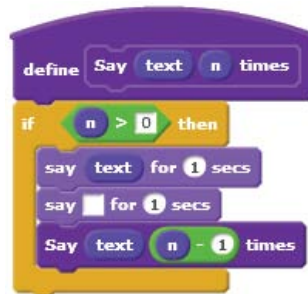 define Say text n times
if n > 0 then
say text for 1 secs
say for 1 secs
Say text n - 1 times